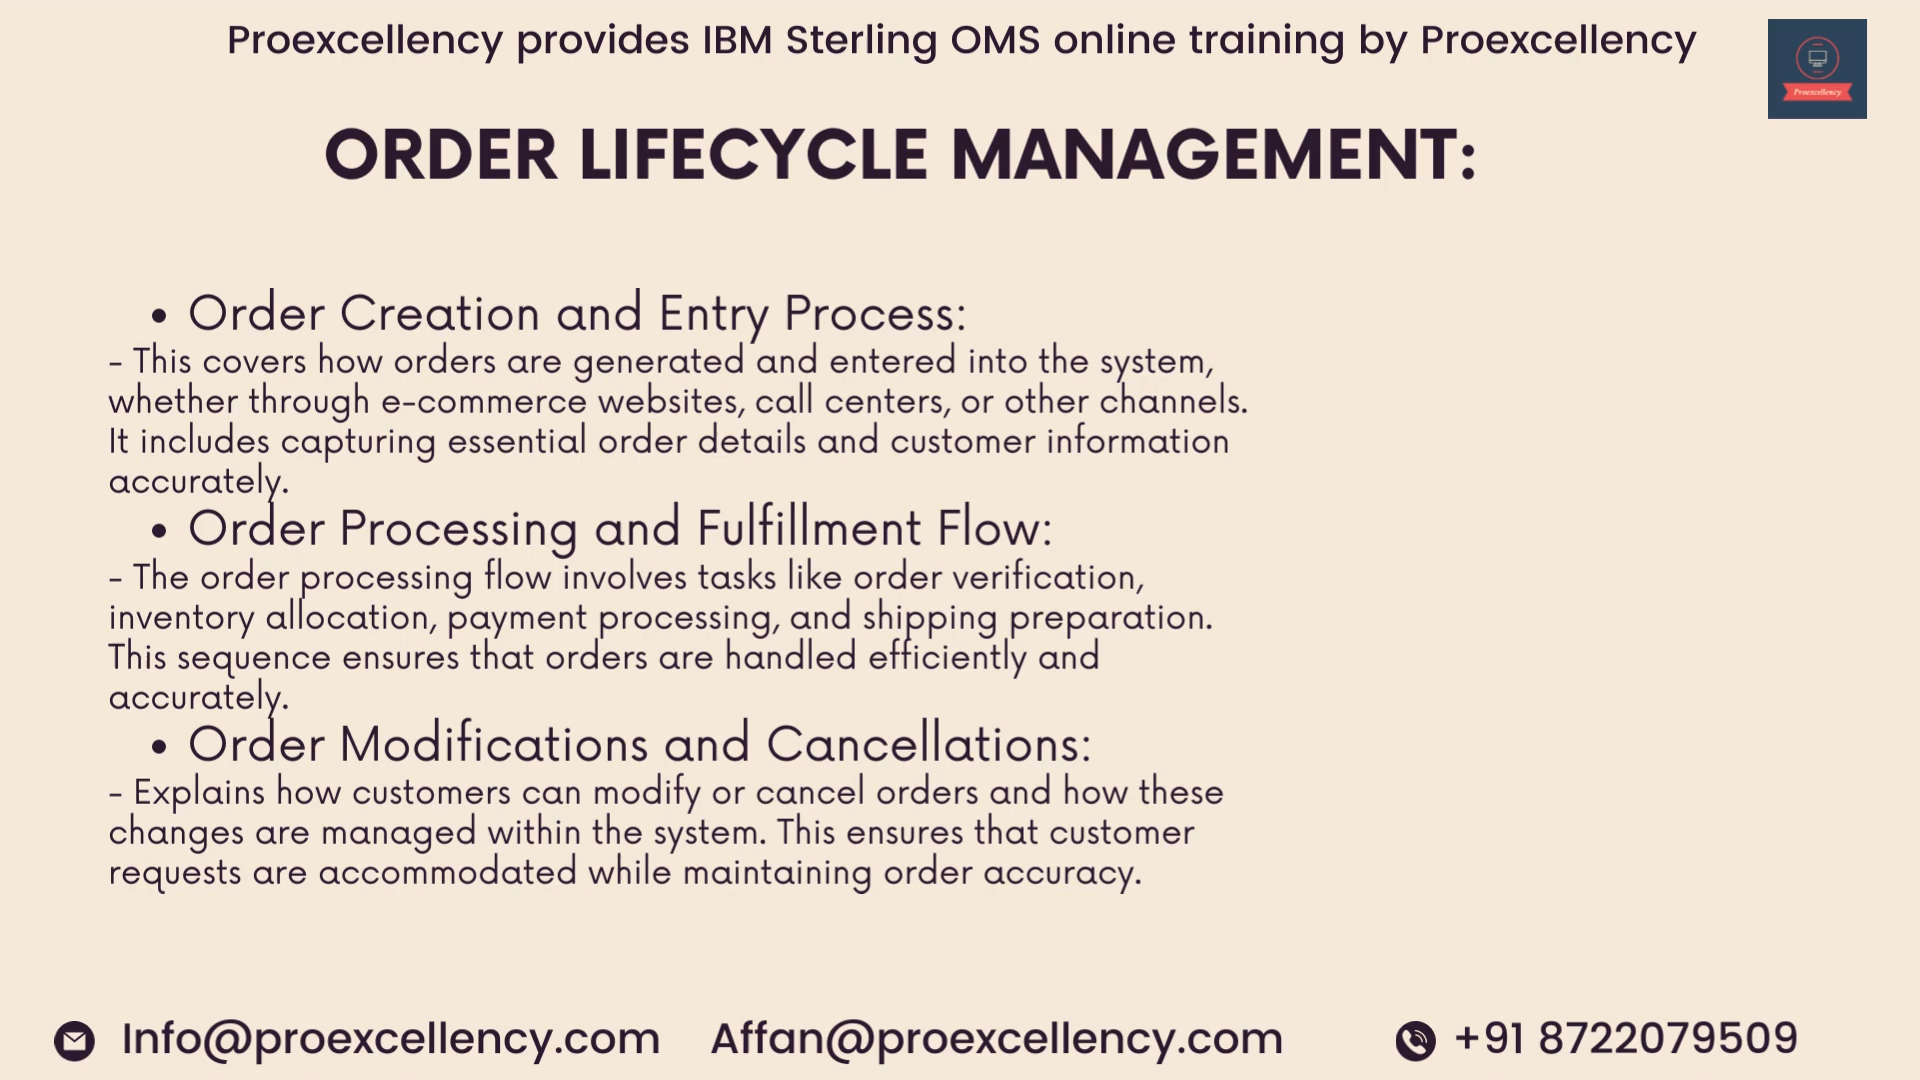 Proexcellency provides IBM Sterling OMS online training by Proexcellency
Proexcellency
ORDER LIFECYCLE MANAGEMENT:
• Order Creation and Entry Process:
- This covers how orders are generated and entered into the system,
whether through e-commerce websites, call centers, or other channels.
It includes capturing essential order details and customer information
accurately.
• Order Processing and Fulfillment Flow:
- The order processing flow involves tasks like order verification,
inventory allocation, payment processing, and shipping preparation.
This sequence ensures that orders are handled efficiently and
accurately.
• Order Modifications and Cancellations:
- Explains how customers can modify or cancel orders and how these
changes are managed within the system. This ensures that customer
requests are accommodated while maintaining order accuracy.
Info@proexcellency.com Affan@proexcellency.com +91 8722079509